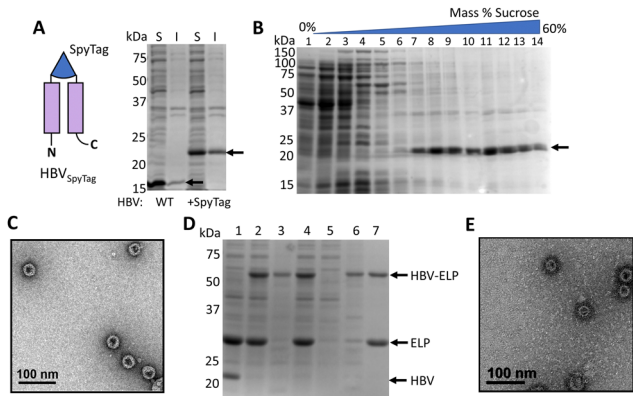 A
SpyTag
N
C
HBVSpyTag
S I S I
kDa
75
50
37
25
20
15
HBV: WT +SpyTag
B
0% Mass % Sucrose 60%
kDa 1 2 3 4 5 6 7 8 9 10 11 12 13 14
150
100
75
50
37
25
20
15
C
100 nm
D
kDa 1 2 3 4 5 6 7
75
50
37
25
20
HBV-ELP
ELP
HBV
E
100 nm